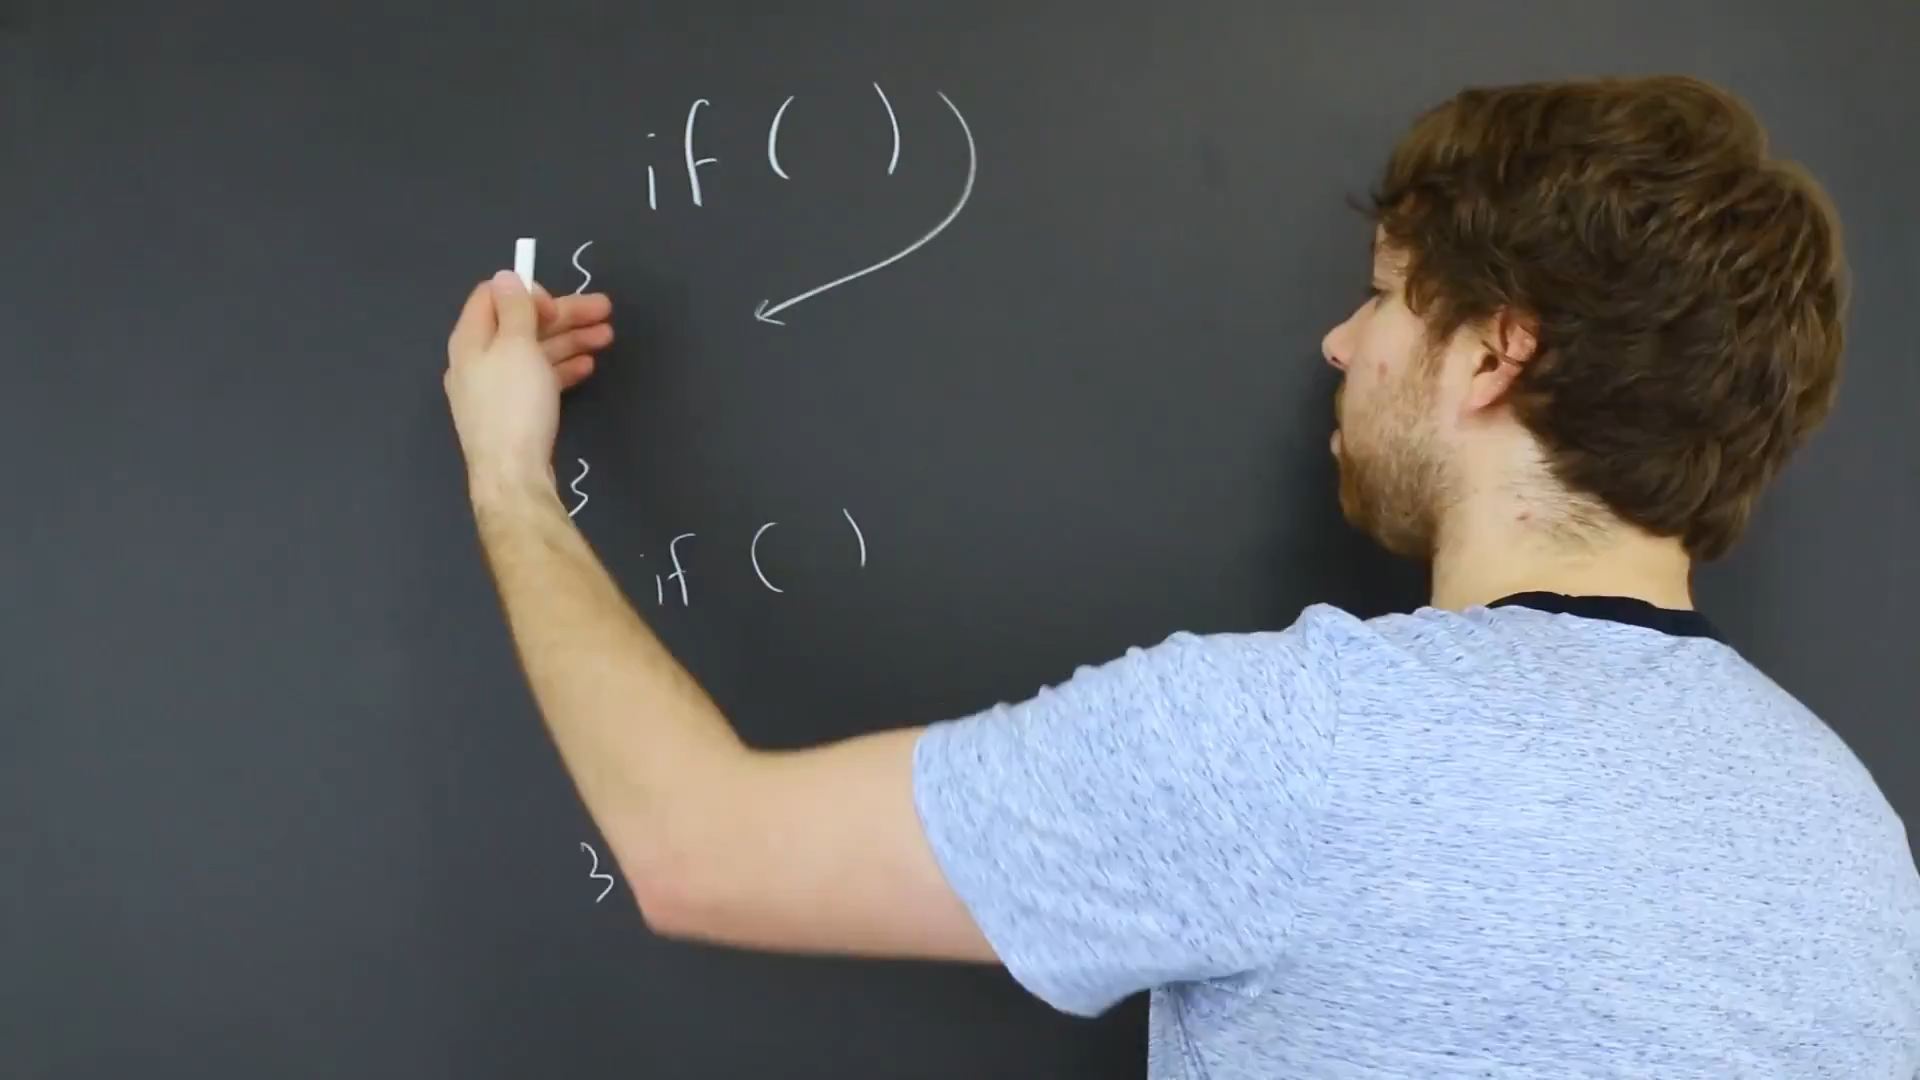 if ( )
{
}
if ( )
}